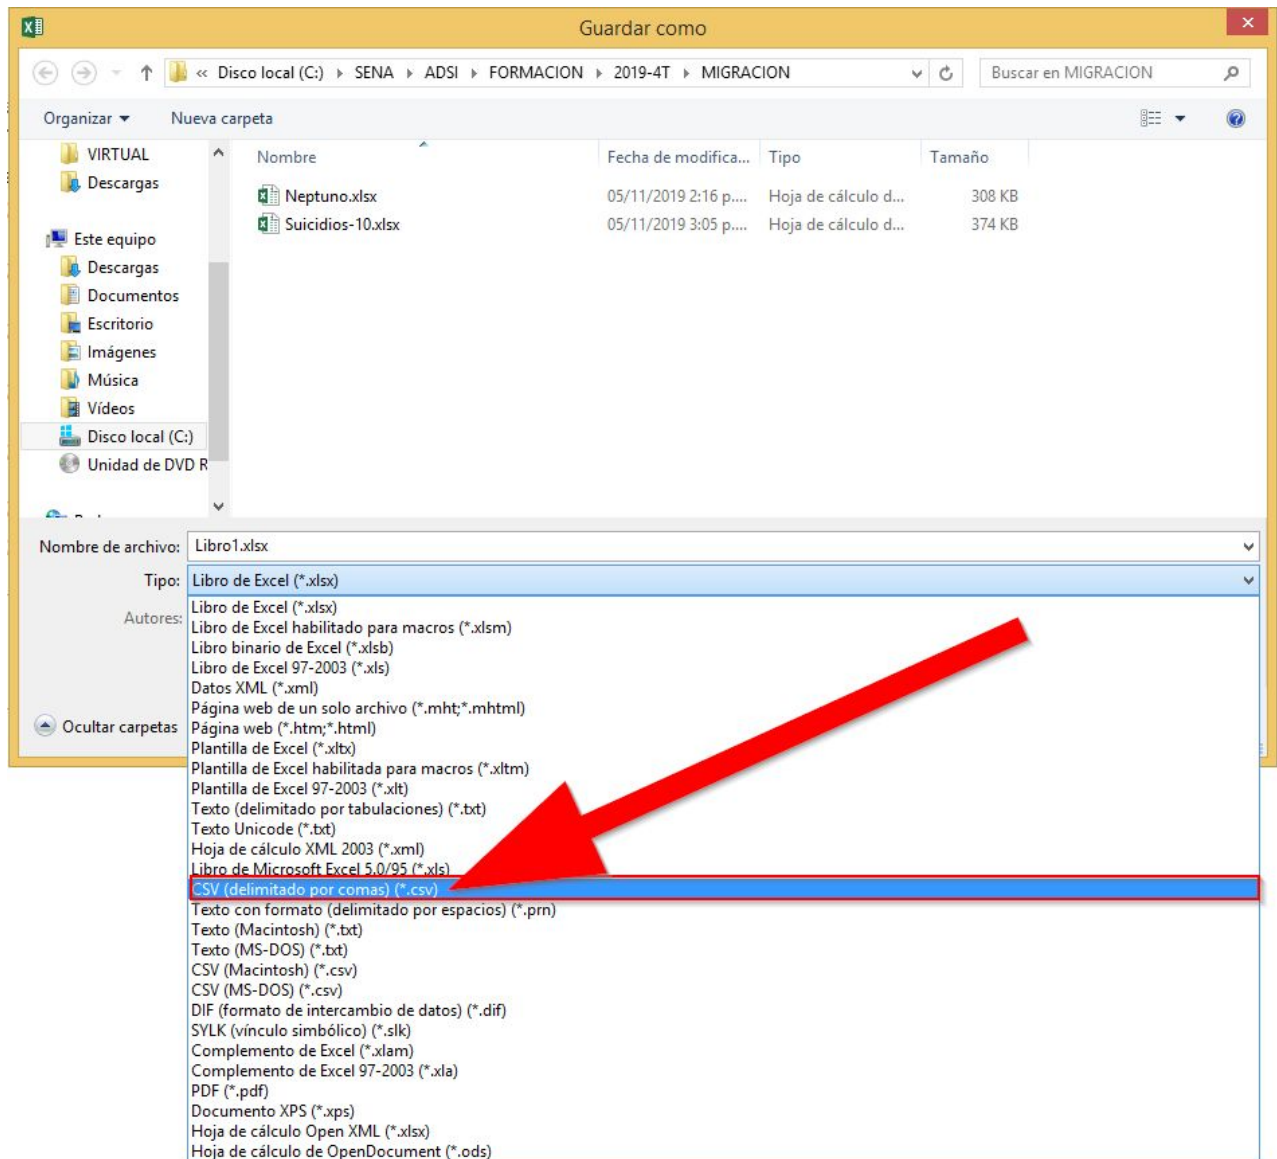 Guardar como
« Disco local (C:) ▸ SENA ▸ ADSI ▸ FORMACION ▸ 2019-4T ▸ MIGRACION
Buscar en MIGRACION
Organizar ▾ Nueva carpeta
VIRTUAL
Descargas
Este equipo
Descargas
Documentos
Escritorio
Imágenes
Música
Vídeos
Disco local (C:)
Unidad de DVD R
Nombre Fecha de modifica... Tipo Tamaño
Neptuno.xlsx 05/11/2019 2:16 p.... Hoja de cálculo d... 308 KB
Suicidios-10.xlsx 05/11/2019 3:05 p.... Hoja de cálculo d... 374 KB
Nombre de archivo: Libro1.xlsx
Tipo: Libro de Excel (*.xlsx)
Autores:
Ocultar carpetas
Libro de Excel (*.xlsx)
Libro de Excel habilitado para macros (*.xlsm)
Libro binario de Excel (*.xlsb)
Libro de Excel 97-2003 (*.xls)
Datos XML (*.xml)
Página web de un solo archivo (*.mht;*.mhtml)
Página web (*.htm;*.html)
Plantilla de Excel (*.xltx)
Plantilla de Excel habilitada para macros (*.xltm)
Plantilla de Excel 97-2003 (*.xlt)
Texto (delimitado por tabulaciones) (*.txt)
Texto Unicode (*.txt)
Hoja de cálculo XML 2003 (*.xml)
Libro de Microsoft Excel 5.0/95 (*.xls)
CSV (delimitado por comas) (*.csv)
Texto con formato (delimitado por espacios) (*.prn)
Texto (Macintosh) (*.txt)
Texto (MS-DOS) (*.txt)
CSV (Macintosh) (*.csv)
CSV (MS-DOS) (*.csv)
DIF (formato de intercambio de datos) (*.dif)
SYLK (vínculo simbólico) (*.slk)
Complemento de Excel (*.xlam)
Complemento de Excel 97-2003 (*.xla)
PDF (*.pdf)
Documento XPS (*.xps)
Hoja de cálculo Open XML (*.xlsx)
Hoja de cálculo de OpenDocument (*.ods)